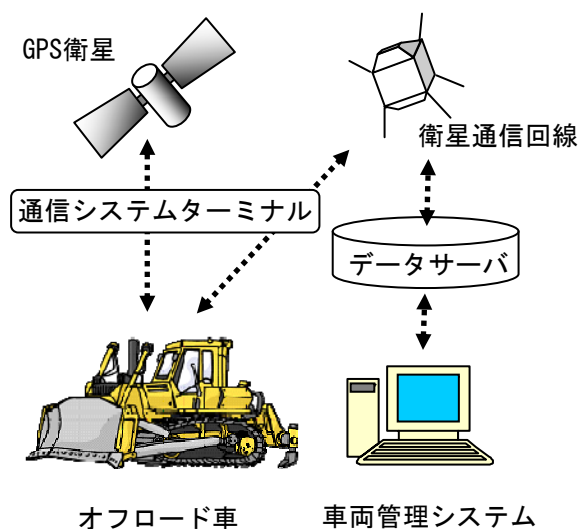 GPS衛星
衛星通信回線
通信システムターミナル
データサーバ
オフロード車
車両管理システム